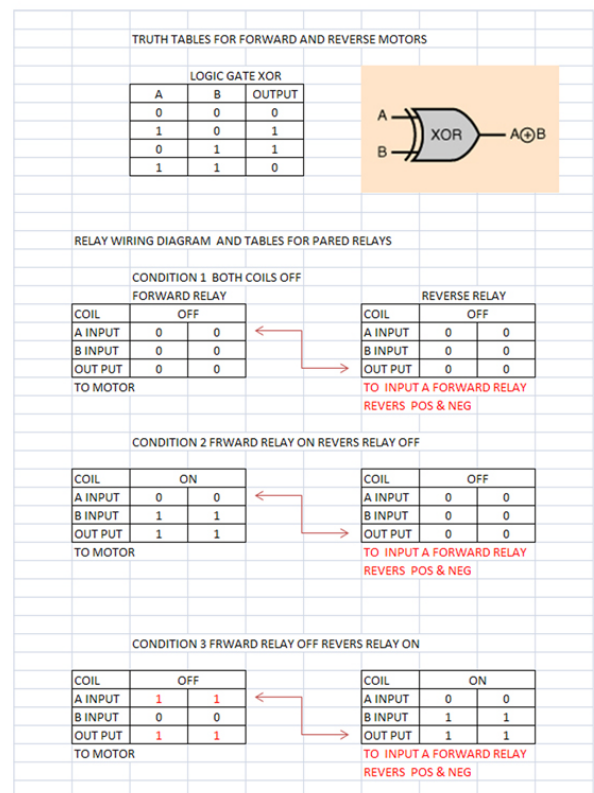 TRUTH TABLES FOR FORWARD AND REVERSE MOTORS
LOGIC GATE XOR
A B OUTPUT
0 0 0
1 0 1
0 1 1
1 1 0
A
B
XOR
A⊕B
RELAY WIRING DIAGRAM AND TABLES FOR PARED RELAYS
CONDITION 1 BOTH COILS OFF
FORWARD RELAY
COIL OFF
A INPUT 0 0
B INPUT 0 0
OUT PUT 0 0
TO MOTOR
REVERSE RELAY
COIL OFF
A INPUT 0 0
B INPUT 0 0
OUT PUT 0 0
TO INPUT A FORWARD RELAY
REVERS POS & NEG
CONDITION 2 FRWARD RELAY ON REVERS RELAY OFF
COIL ON
A INPUT 0 0
B INPUT 1 1
OUT PUT 1 1
TO MOTOR
COIL OFF
A INPUT 0 0
B INPUT 0 0
OUT PUT 0 0
TO INPUT A FORWARD RELAY
REVERS POS & NEG
CONDITION 3 FRWARD RELAY OFF REVERS RELAY ON
COIL OFF
A INPUT 1 1
B INPUT 0 0
OUT PUT 1 1
TO MOTOR
COIL ON
A INPUT 0 0
B INPUT 1 1
OUT PUT 1 1
TO INPUT A FORWARD RELAY
REVERS POS & NEG